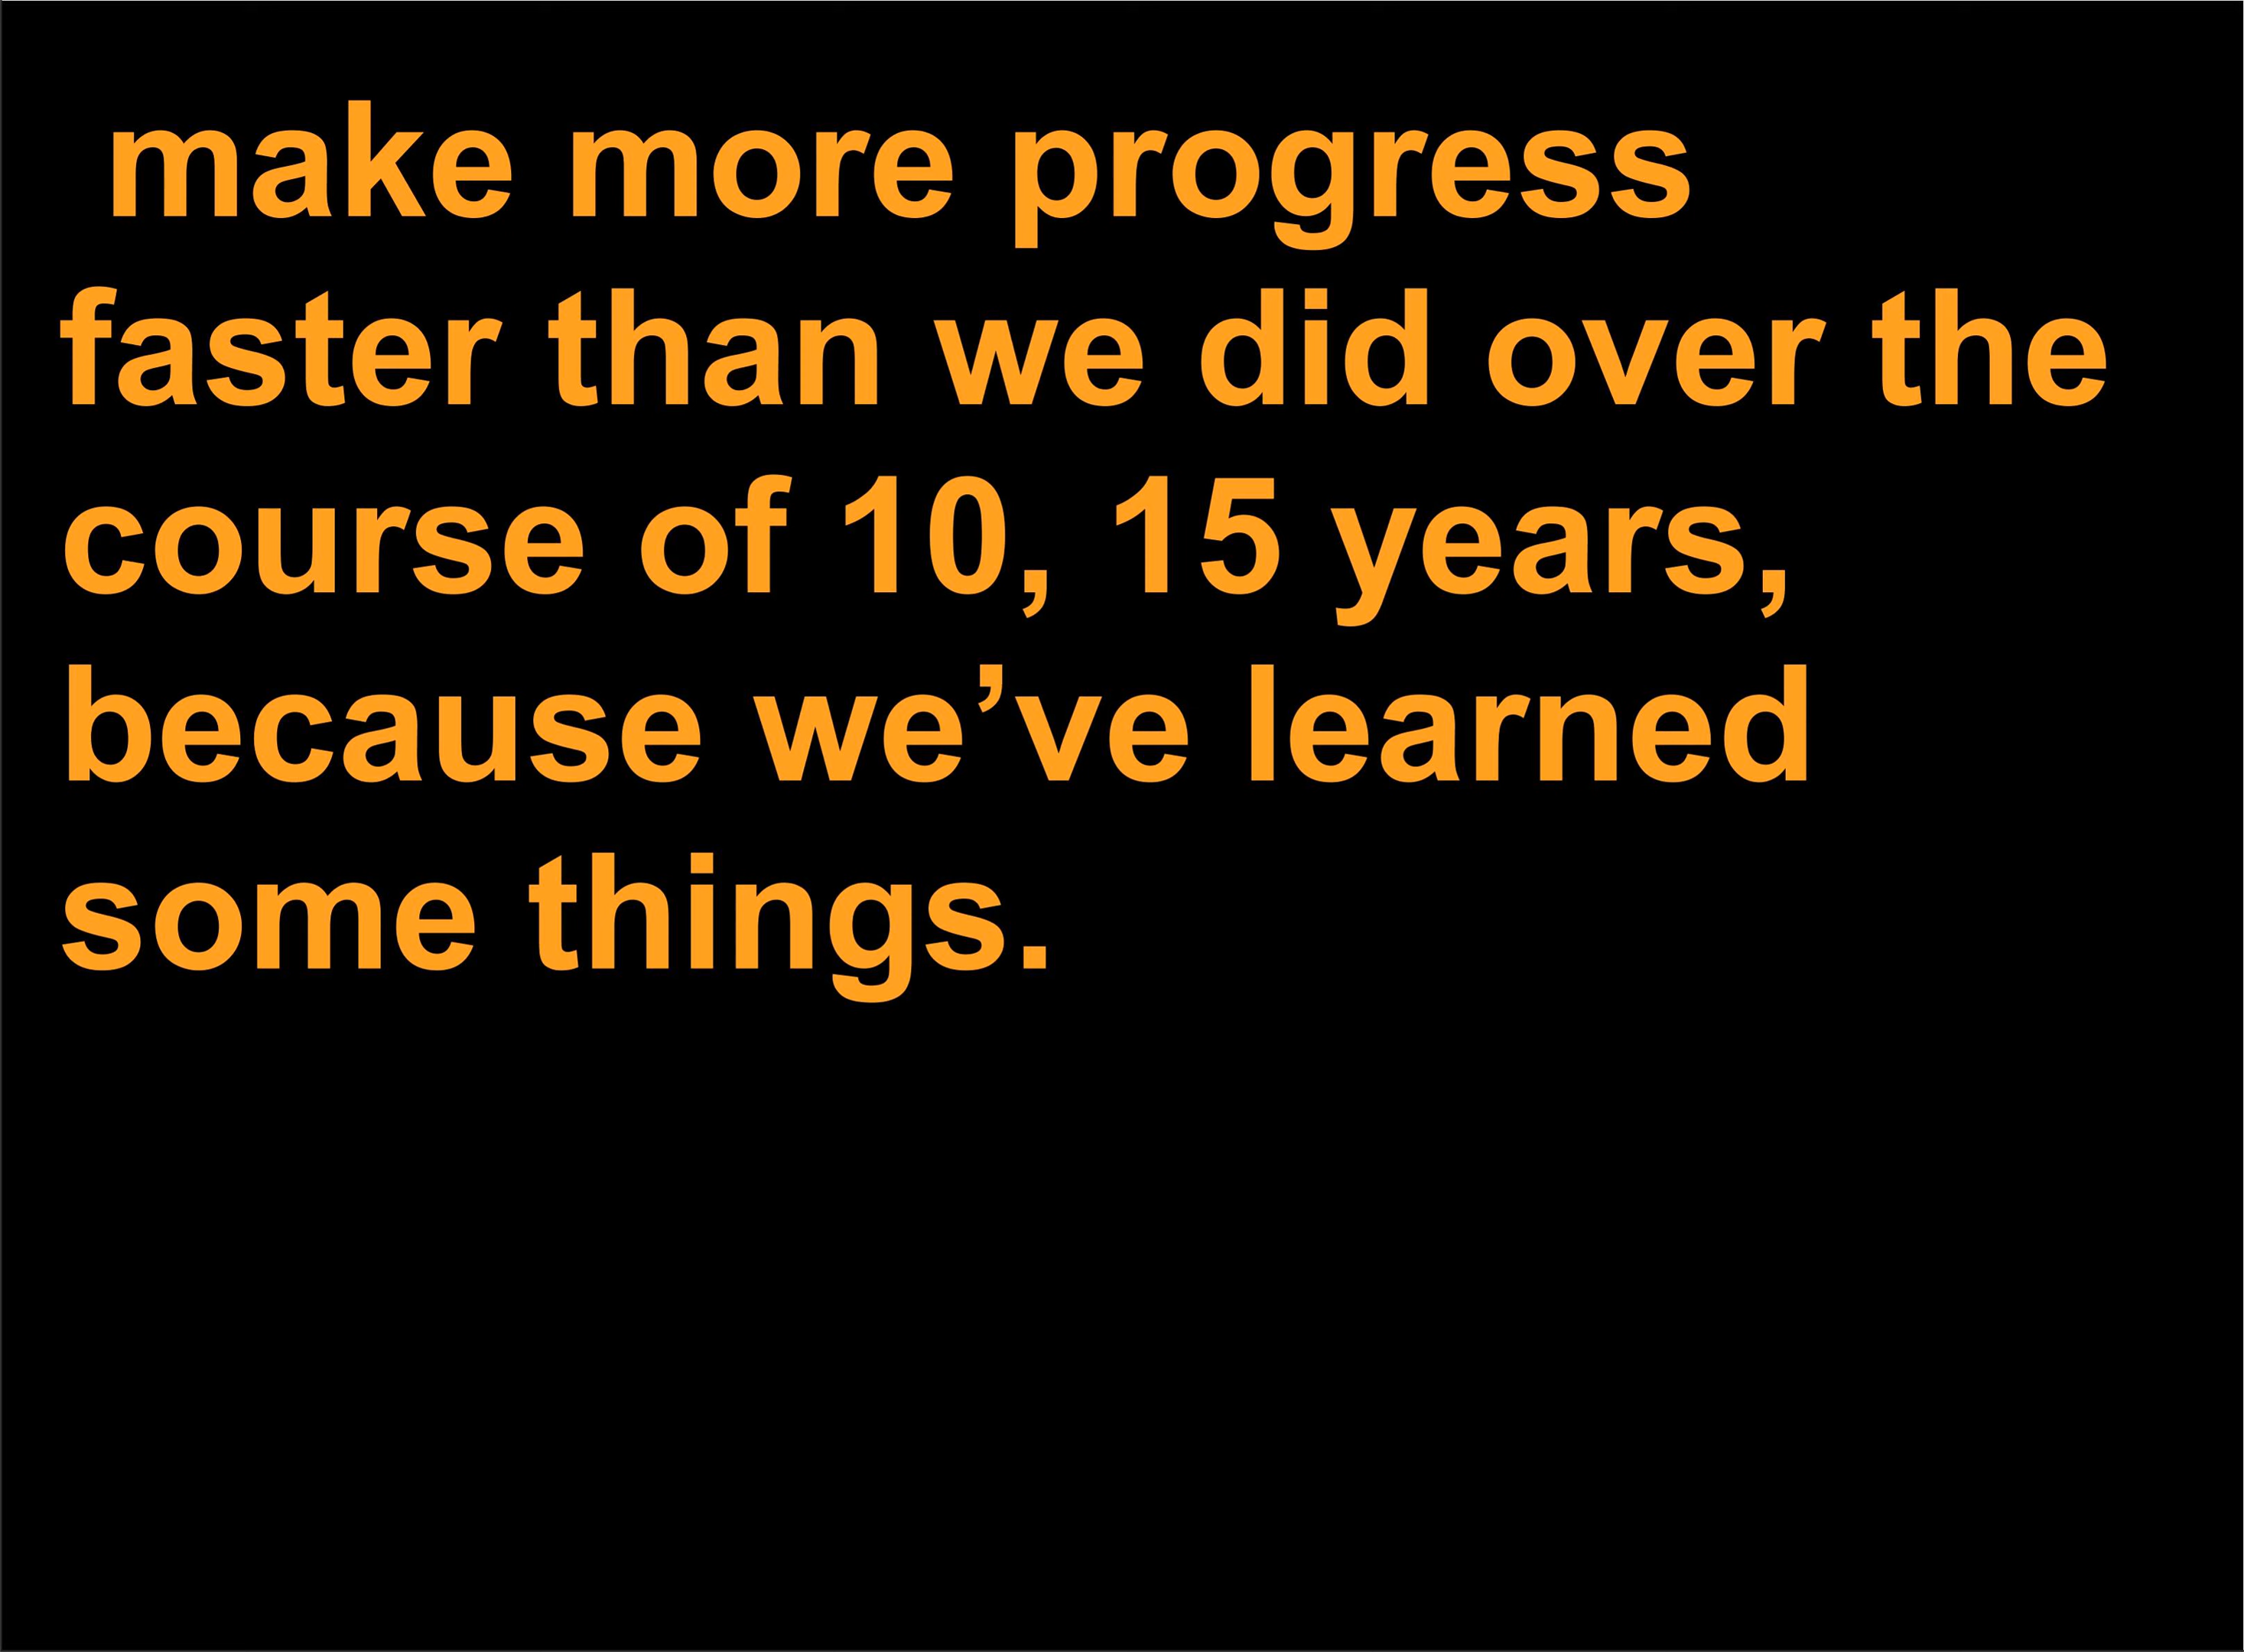 make more progress
faster than we did over the
course of 10, 15 years,
because we’ve learned
some things.